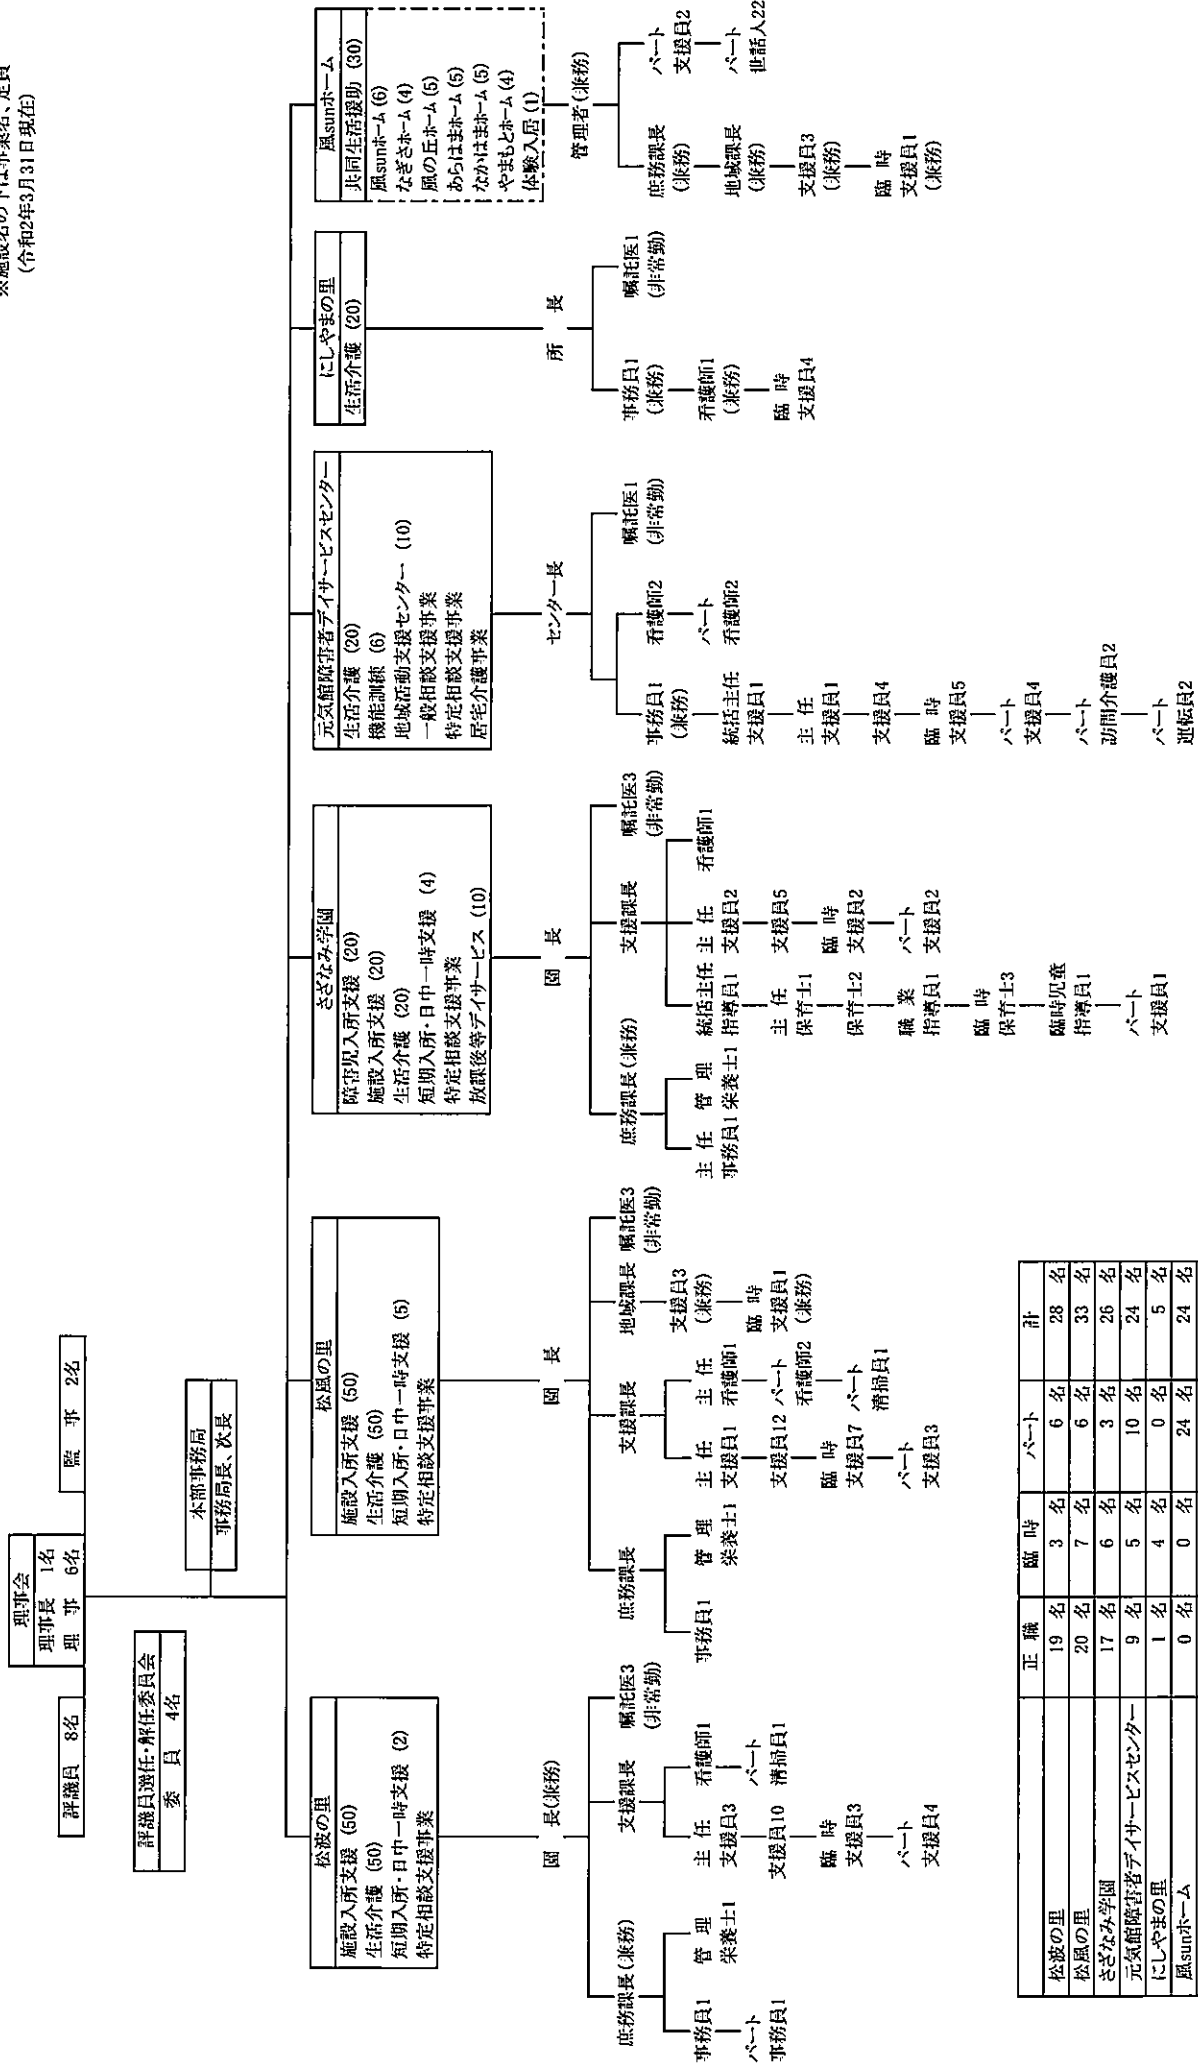 ※施設名の下は事業名、定員
(令和2年3月31日現在)
理事会
理事長 1名
理 事 6名
評議員 8名
監 事 2名
評議員選任・解任委員会
委 員 4名
本部事務局
事務局長、次長
松波の里
施設入所支援 (50)
生活介護 (50)
短期入所・日中一時支援 (2)
特定相談支援事業
園 長(兼務)
庶務課長(兼務)
事務員1
パート
事務員1
管 理
栄養士1
支援課長
主 任
支援員3
支援員10
臨 時
支援員3
パート
支援員4
看護師1
パート
清掃員1
嘱託医3
(非常勤)
松風の里
施設入所支援 (50)
生活介護 (50)
短期入所・日中一時支援 (5)
特定相談支援事業
園 長
庶務課長
事務員1
管 理
栄養士1
支援課長
主 任
支援員1
支援員12
臨 時
支援員7
パート
支援員3
主 任
看護師1
パート
看護師2
パート
清掃員1
地域課長
支援員3
(兼務)
臨 時
支援員1
(兼務)
嘱託医3
(非常勤)
さざなみ学園
障害児入所支援 (20)
施設入所支援 (20)
生活介護 (20)
短期入所・日中一時支援 (4)
特定相談支援事業
放課後等デイサービス (10)
園 長
庶務課長(兼務)
主 任
事務員1
管 理
栄養士1
支援課長
統括主任
指導員1
主 任
保育士1
保育士2
職 業
指導員1
臨 時
保育士3
臨時児童
指導員1
パート
支援員1
主 任
支援員2
支援員5
臨 時
支援員2
パート
支援員2
看護師1
嘱託医3
(非常勤)
元気館障害者デイサービスセンター
生活介護 (20)
機能訓練 (6)
地域活動支援センター (10)
一般相談支援事業
特定相談支援事業
居宅介護事業
センター長
事務員1
(兼務)
統括主任
支援員1
主 任
支援員1
支援員4
臨 時
支援員5
パート
支援員4
パート
訪問介護員2
パート
運転員2
看護師2
パート
看護師2
嘱託医1
(非常勤)
にしやまの里
生活介護 (20)
所 長
事務員1
(兼務)
看護師1
(兼務)
臨 時
支援員4
嘱託医1
(非常勤)
風sunホーム
共同生活援助 (30)
風sunホーム (6)
なぎさホーム (4)
風の丘ホーム (5)
あらはまホーム (5)
なかはまホーム (5)
やまもとホーム (4)
体験入居 (1)
管理者(兼務)
庶務課長
(兼務)
地域課長
(兼務)
支援員3
(兼務)
臨 時
支援員1
(兼務)
パート
支援員2
パート
世話人22
正 職 臨 時 パート 計
松波の里 19 名 3 名 6 名 28 名
松風の里 20 名 7 名 6 名 33 名
さざなみ学園 17 名 6 名 3 名 26 名
元気館障害者デイサービスセンター 9 名 5 名 10 名 24 名
にしやまの里 1 名 4 名 0 名 5 名
風sunホーム 0 名 0 名 24 名 24 名